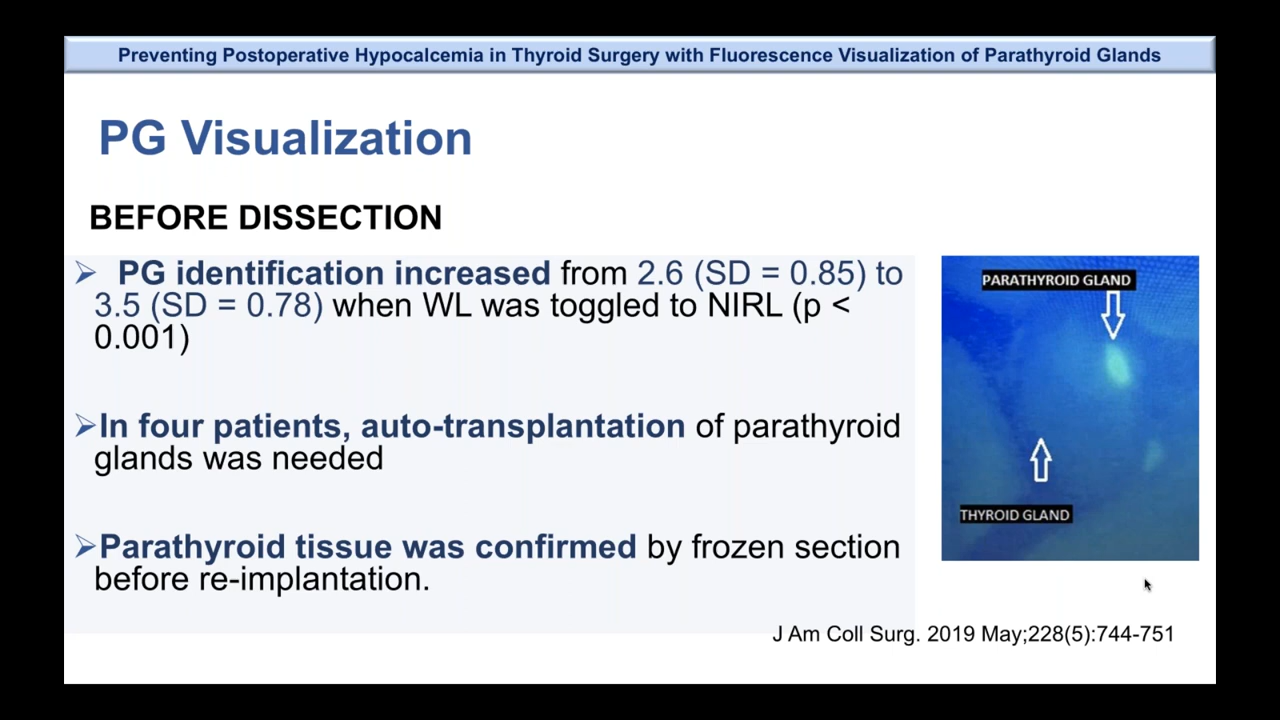 Preventing Postoperative Hypocalcemia in Thyroid Surgery with Fluorescence Visualization of Parathyroid Glands
PG Visualization
BEFORE DISSECTION
➢ PG identification increased from 2.6 (SD = 0.85) to
3.5 (SD = 0.78) when WL was toggled to NIRL (p <
0.001)
➢In four patients, auto-transplantation of parathyroid
glands was needed
➢Parathyroid tissue was confirmed by frozen section
before re-implantation.
PARATHYROID GLAND
THYROID GLAND
J Am Coll Surg. 2019 May;228(5):744-751